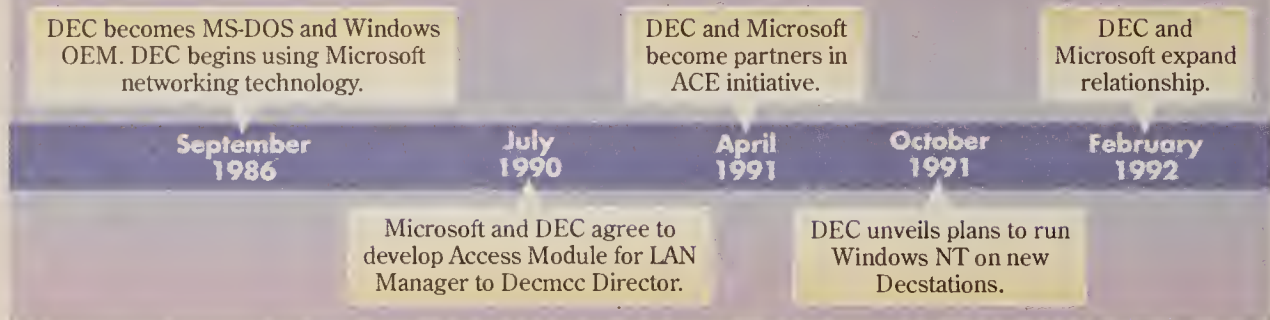 DEC becomes MS-DOS and Windows
OEM. DEC begins using Microsoft
networking technology.
DEC and Microsoft
become partners in
ACE initiative.
DEC and
Microsoft expand
relationship.
September
1986
July
1990
April
1991
October
1991
February
1992
Microsoft and DEC agree to
develop Access Module for LAN
Manager to Decmcc Director.
DEC unveils plans to run
Windows NT on new
Decstations.